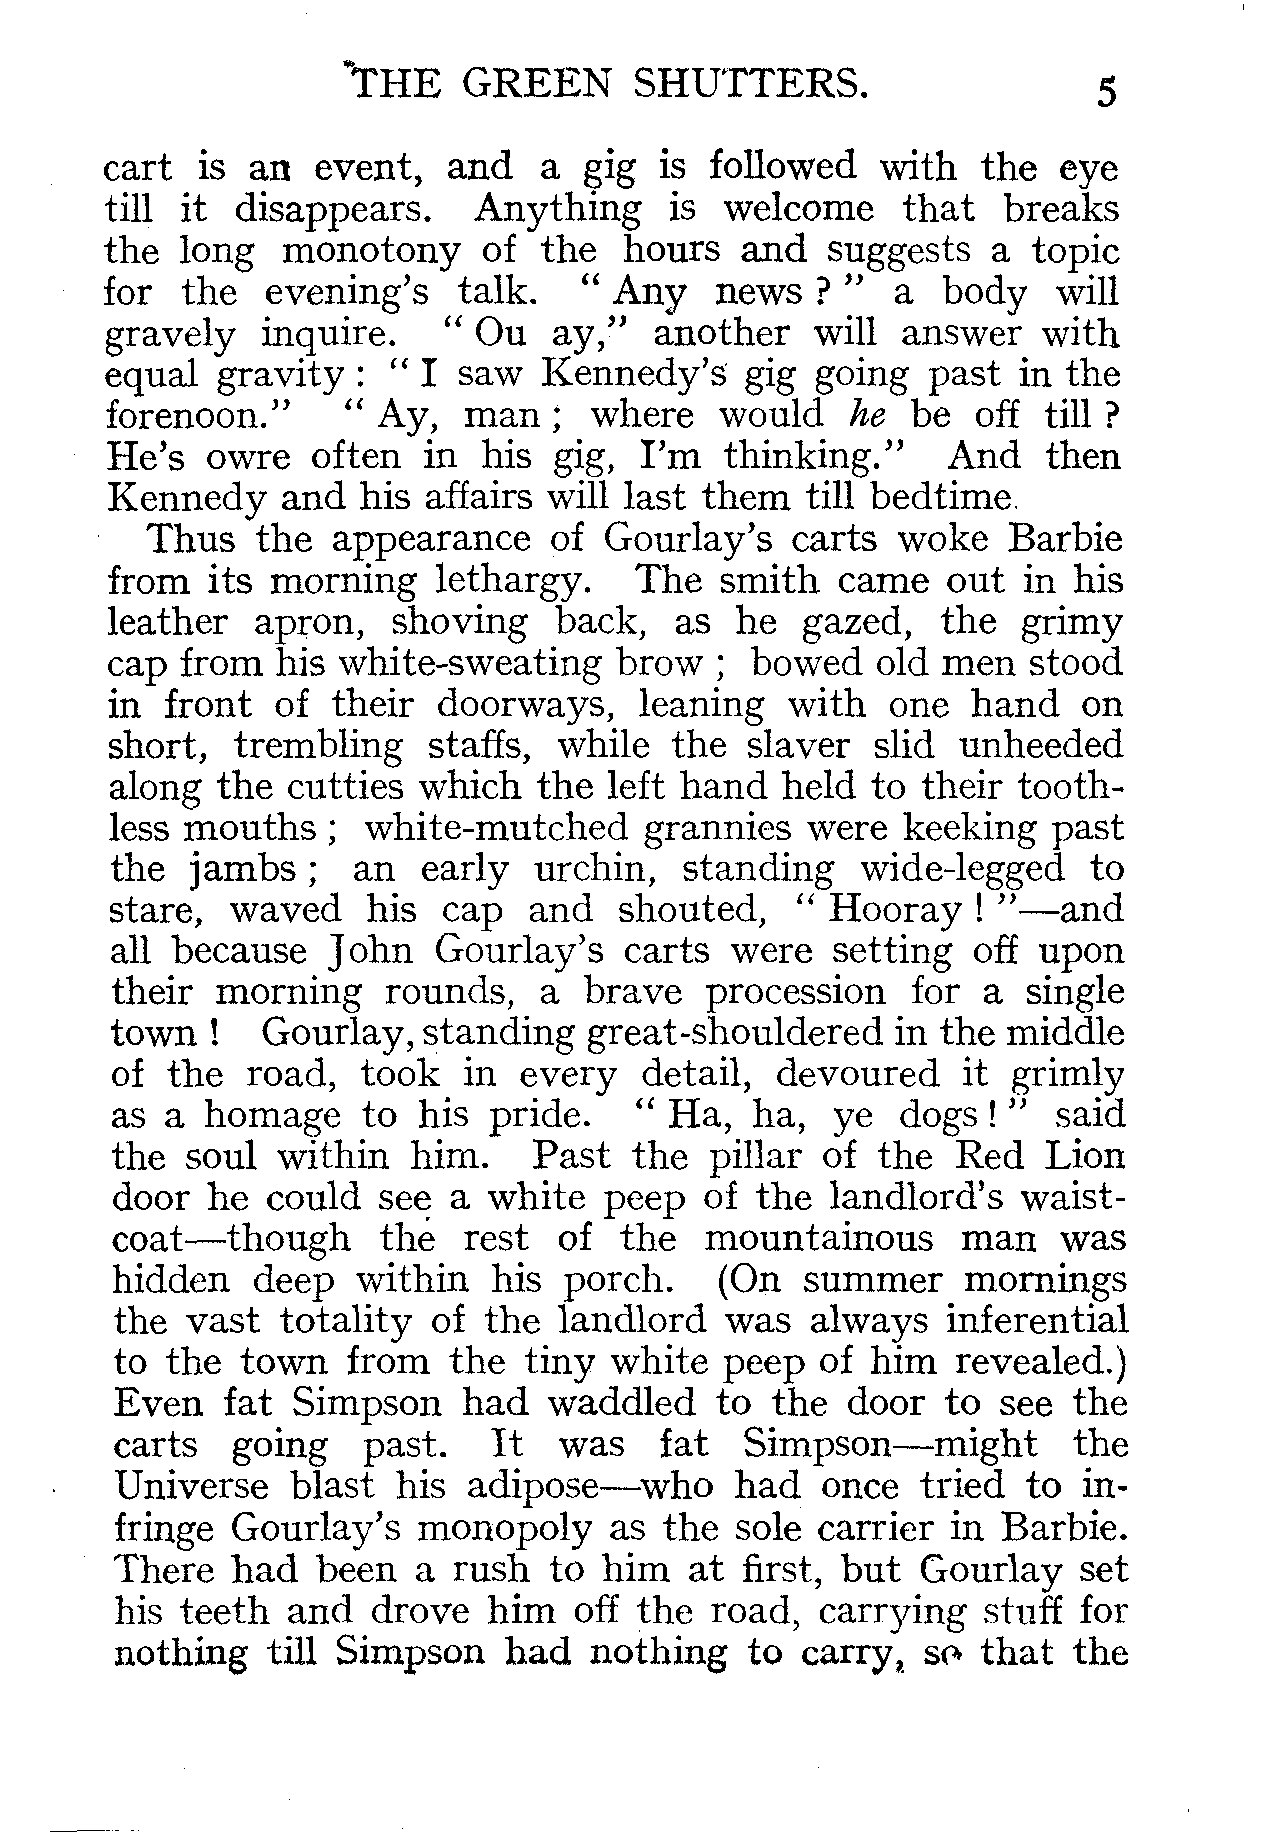 THE GREEN SHUTTERS. 5
cart is an event, and a gig is followed with the eye
till it disappears. Anything is welcome that breaks
the long monotony of the hours and suggests a topic
for the evening's talk. " Any news ? " a body will
gravely inquire. " Ou ay," another will answer with
equal gravity : " I saw Kennedy's gig going past in the
forenoon." " Ay, man ; where would he be off till ?
He's owre often in his gig, I'm thinking." And then
Kennedy and his affairs will last them till bedtime.
Thus the appearance of Gourlay's carts woke Barbie
from its morning lethargy. The smith came out in his
leather apron, shoving back, as he gazed, the grimy
cap from his white-sweating brow ; bowed old men stood
in front of their doorways, leaning with one hand on
short, trembling staffs, while the slaver slid unheeded
along the cutties which the left hand held to their tooth-
less mouths ; white-mutched grannies were keeking past
the jambs ; an early urchin, standing wide-legged to
stare, waved his cap and shouted, " Hooray ! "—and
all because John Gourlay's carts were setting off upon
their morning rounds, a brave procession for a single
town ! Gourlay, standing great-shouldered in the middle
of the road, took in every detail, devoured it grimly
as a homage to his pride. " Ha, ha, ye dogs ! " said
the soul within him. Past the pillar of the Red Lion
door he could see a white peep of the landlord's waist-
coat—though the rest of the mountainous man was
hidden deep within his porch. (On summer mornings
the vast totality of the landlord was always inferential
to the town from the tiny white peep of him revealed.)
Even fat Simpson had waddled to the door to see the
carts going past. It was fat Simpson—might the
Universe blast his adipose—who had once tried to in-
fringe Gourlay's monopoly as the sole carrier in Barbie.
There had been a rush to him at first, but Gourlay set
his teeth and drove him off the road, carrying stuff for
nothing till Simpson had nothing to carry, so that the